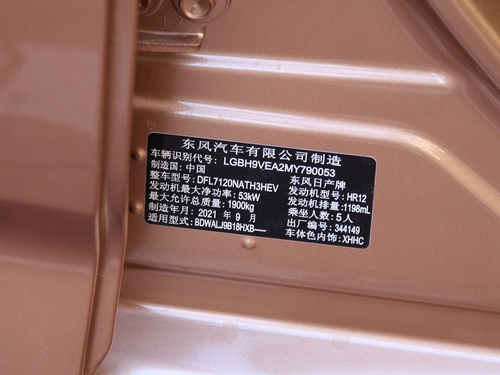 东风汽车有限公司制造
车辆识别代号: LGBH9VEA2MY790053
制造国: 中国 东风日产牌
整车型号: DFL7120NATH3HEV 发动机型号: HR12
发动机最大净功率: 53kW 发动机排量: 1198mL
最大允许总质量: 1900kg 乘坐人数: 5人
制造年月: 2021年9月 出厂编号: 344149
适用型式: BDWALJ9B18HXB—— 车体色内饰: XHHC